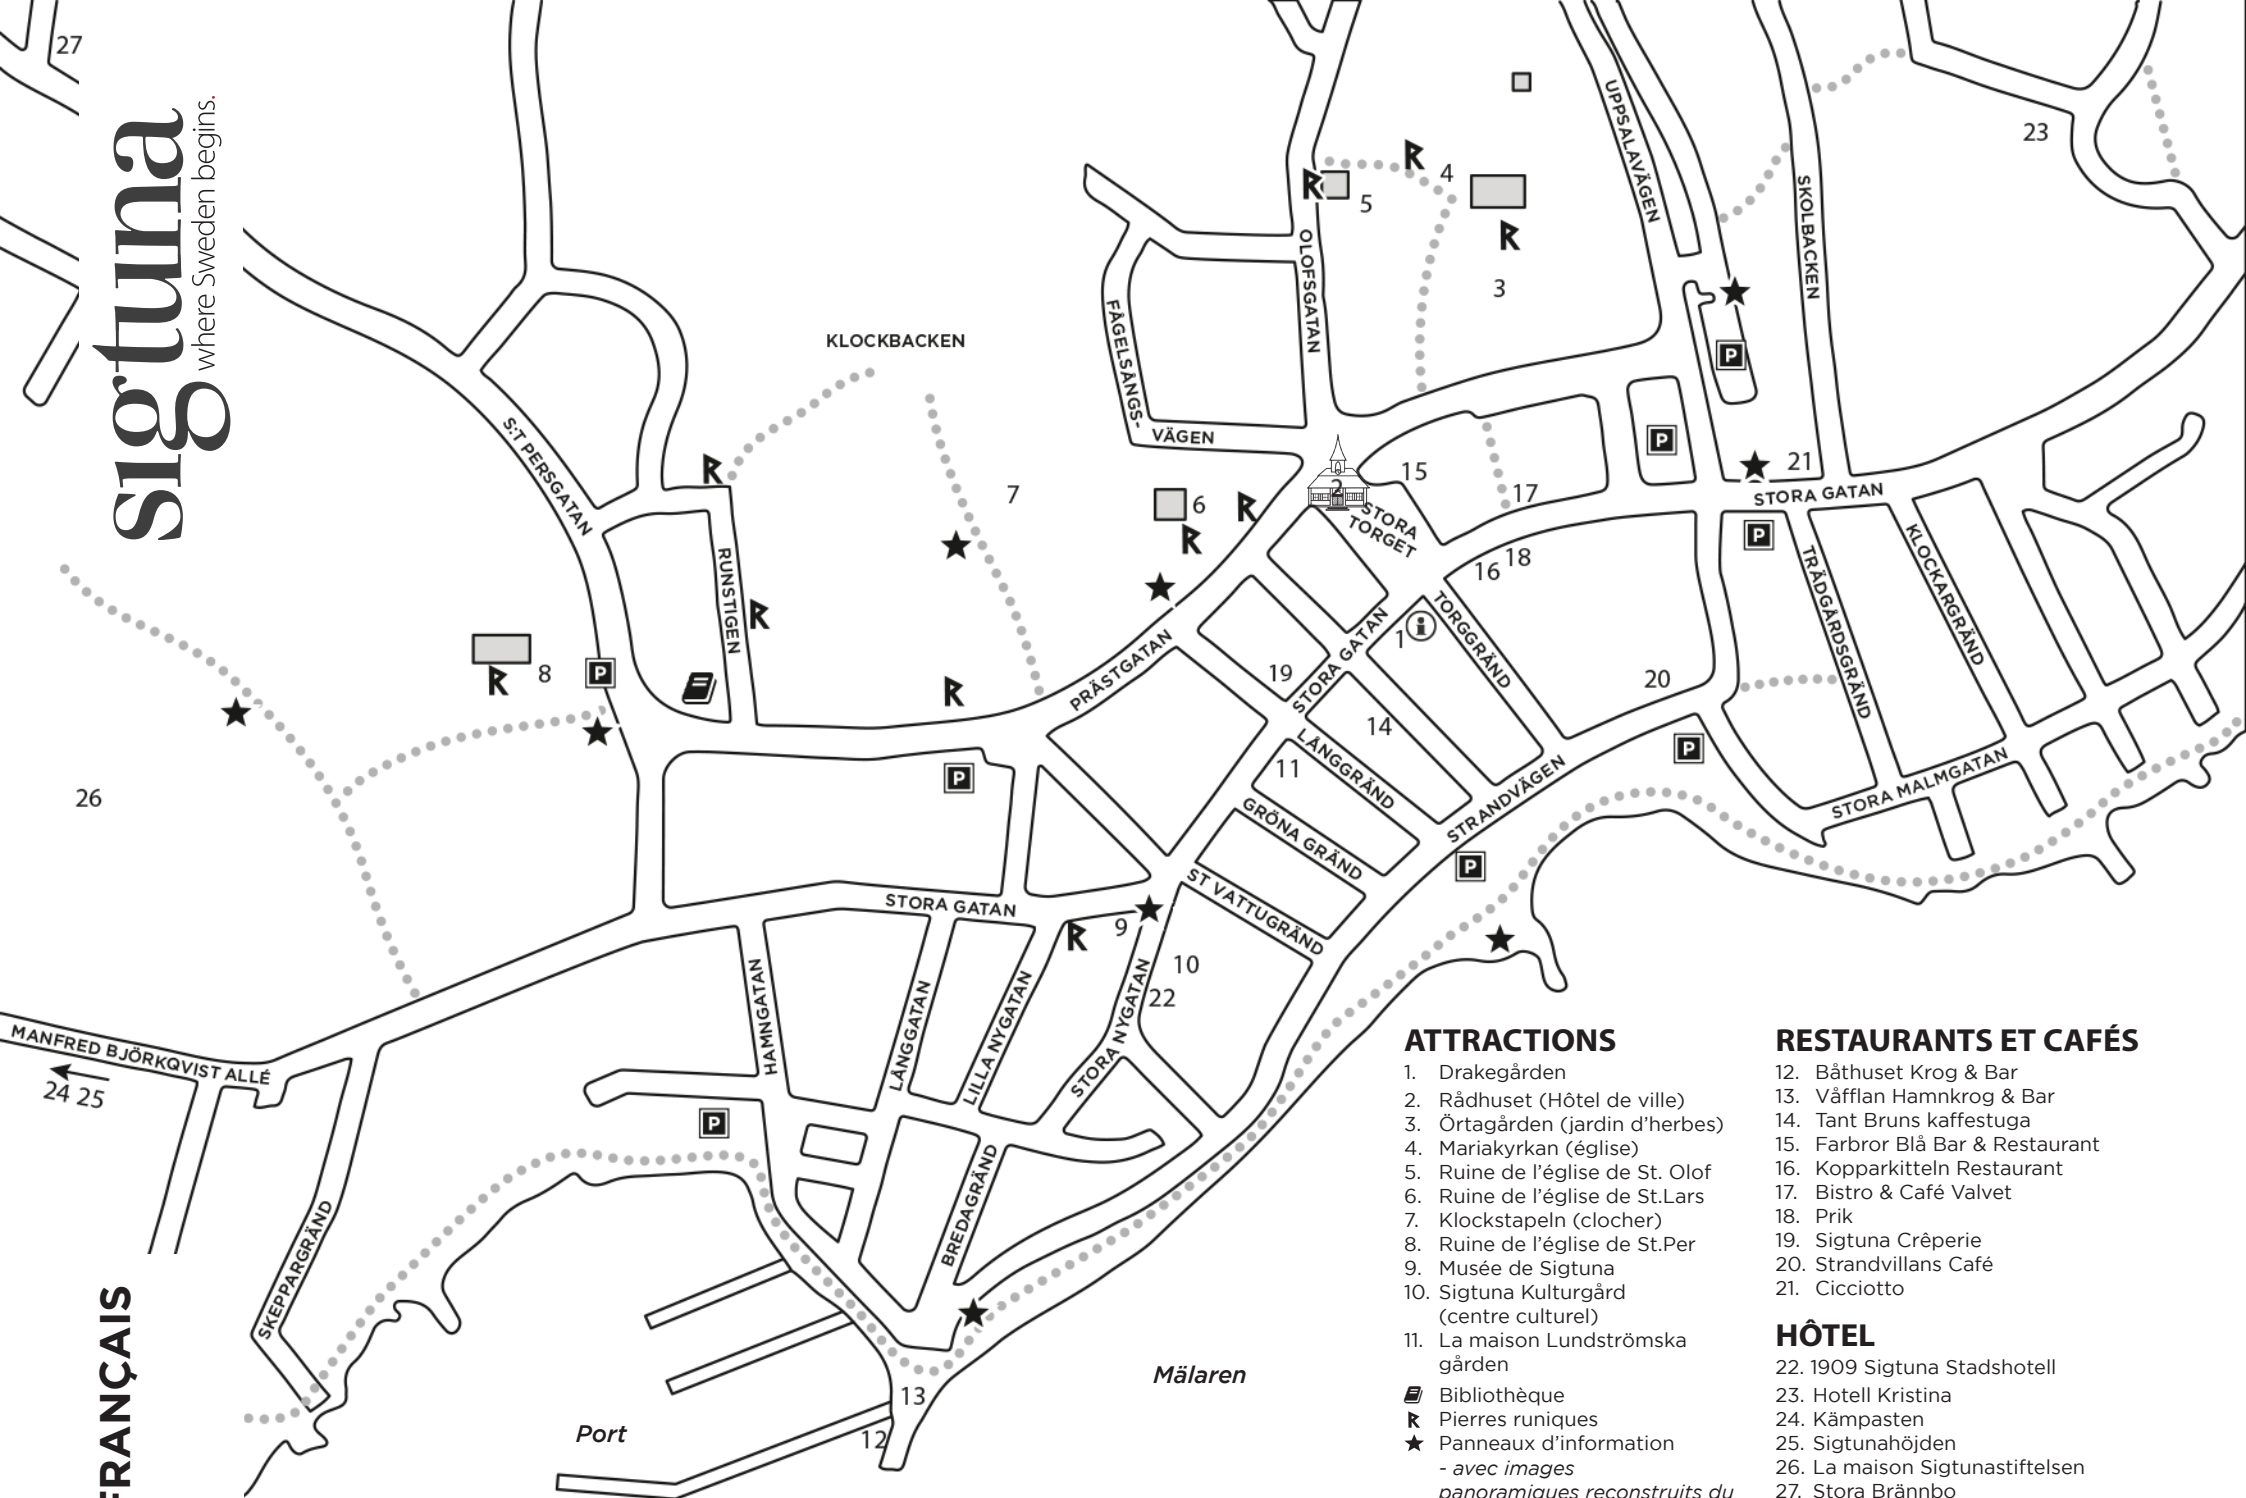 27
sigtuna
where Sweden begins.
FRANÇAIS
KLOCKBACKEN
UPPSALAVÄGEN
SKOLBACKEN
23
R
4
R
5
R
3
OLOFSGATAN
FÅGELSÅNGS-
VÄGEN
S:T PERSGATAN
R
7
6
R
R
2
15
17
P
P
21
STORA GATAN
STORA
TORGET
16
18
P
RUNSTIGEN
R
TRÄDGÅRDSGRÄND
KLOCKARGRÄND
TORGGRÄND
1
i
STORA GATAN
PRÄSTGATAN
8
R
P
R
19
20
14
P
26
P
11
LÅNGGRÄND
GRÖNA GRÄND
STRANDVÄGEN
STORA MALMGATAN
P
ST VATTUGRÄND
STORA GATAN
R
9
10
22
HAMNGATAN
LÅNGGATAN
LILLA NYGATAN
STORA NYGATAN
MANFRED BJÖRKQVIST ALLÉ
24 25
P
BREDAGRÄND
SKEPPARGRÄND
13
12
Port
Mälaren
ATTRACTIONS
1. Drakegården
2. Rådhuset (Hôtel de ville)
3. Örtagården (jardin d’herbes)
4. Mariakyrkan (église)
5. Ruine de l’église de St. Olof
6. Ruine de l’église de St.Lars
7. Klockstapeln (clocher)
8. Ruine de l’église de St.Per
9. Musée de Sigtuna
10. Sigtuna Kulturgård
(centre culturel)
11. La maison Lundströmska
gården
Bibliothèque
R Pierres runiques
★ Panneaux d’information
- avec images
panoramiques reconstruits du
RESTAURANTS ET CAFÉS
12. Båthuset Krog & Bar
13. Våfflan Hamnkrog & Bar
14. Tant Bruns kaffestuga
15. Farbror Blå Bar & Restaurant
16. Kopparkitteln Restaurant
17. Bistro & Café Valvet
18. Prik
19. Sigtuna Crêperie
20. Strandvillans Café
21. Cicciotto
HÔTEL
22. 1909 Sigtuna Stadshotell
23. Hotell Kristina
24. Kämpasten
25. Sigtunahöjden
26. La maison Sigtunastiftelsen
27. Stora Brännbo